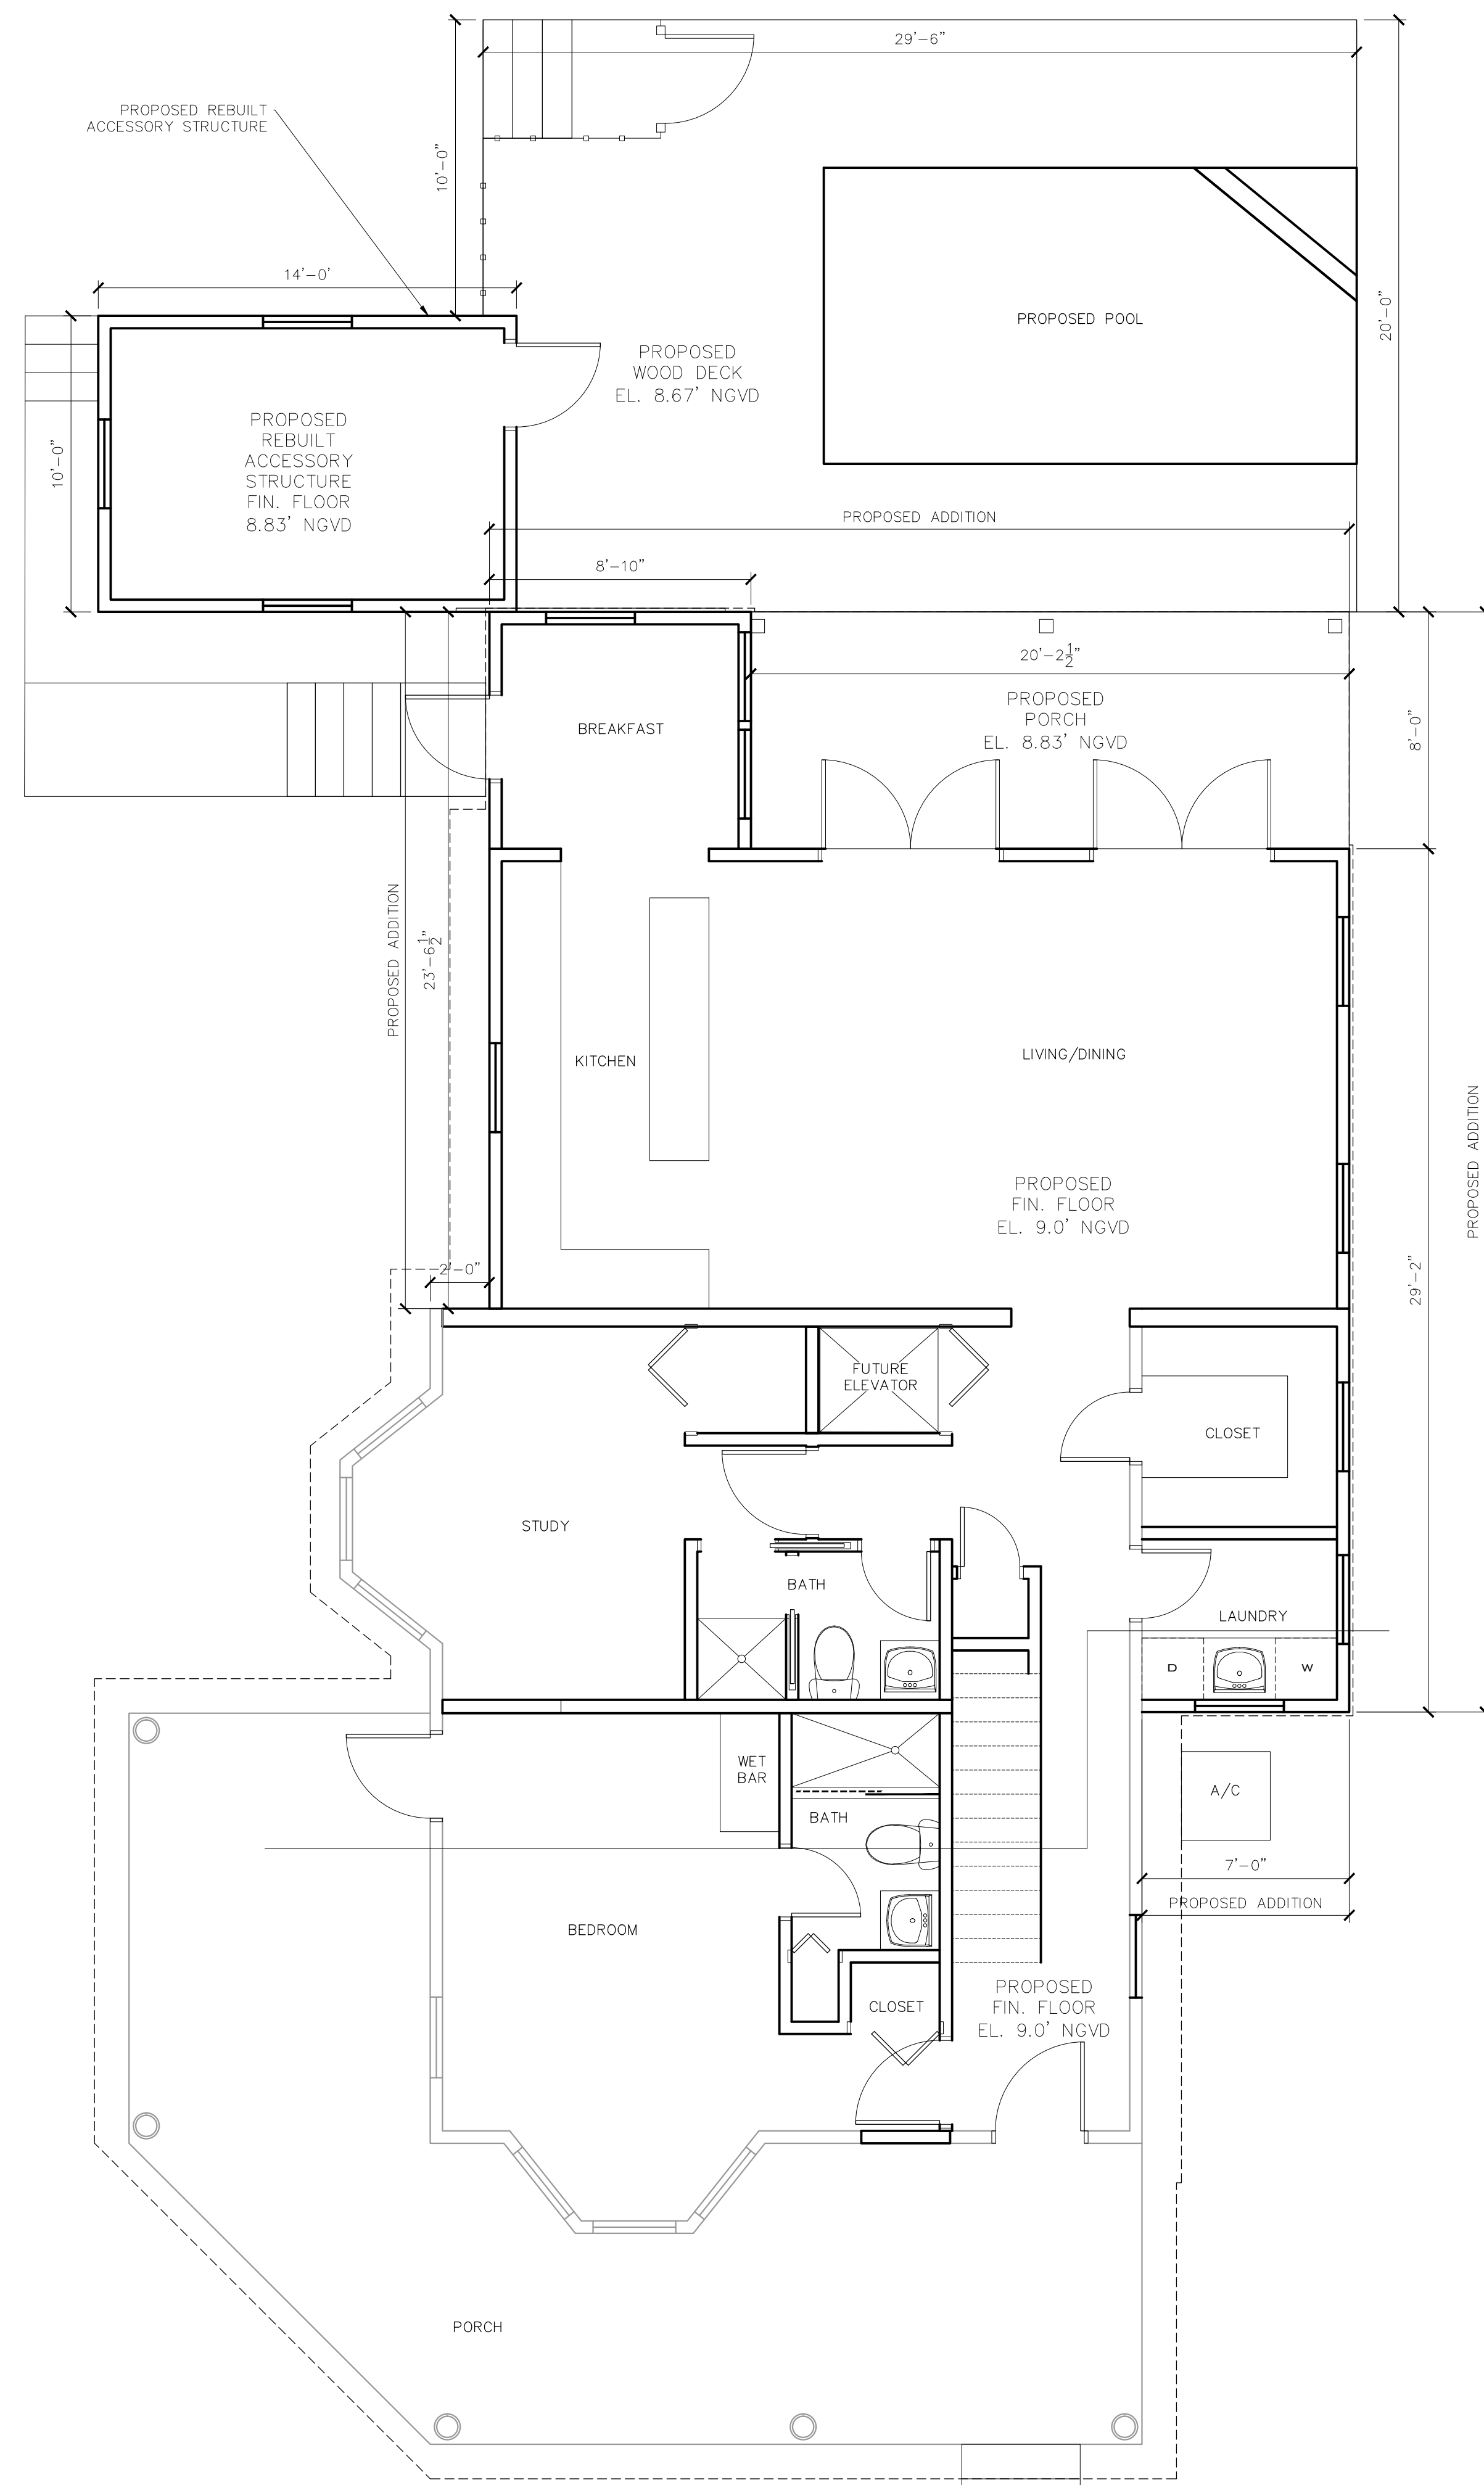 29'-6"
PROPOSED REBUILT
ACCESSORY STRUCTURE
10'-0"
14'-0'
20'-0"
PROPOSED POOL
PROPOSED
WOOD DECK
EL. 8.67' NGVD
10'-0"
PROPOSED
REBUILT
ACCESSORY
STRUCTURE
FIN. FLOOR
8.83' NGVD
PROPOSED ADDITION
8'-10"
20'-2 1/2"
PROPOSED
PORCH
EL. 8.83' NGVD
8'-0"
BREAKFAST
PROPOSED ADDITION
23'-6 1/2"
KITCHEN
LIVING/DINING
PROPOSED ADDITION
PROPOSED
FIN. FLOOR
EL. 9.0' NGVD
29'-2"
2'-0"
FUTURE
ELEVATOR
CLOSET
STUDY
BATH
LAUNDRY
D
W
WET
BAR
A/C
BATH
7'-0"
PROPOSED ADDITION
BEDROOM
PROPOSED
FIN. FLOOR
EL. 9.0' NGVD
CLOSET
PORCH